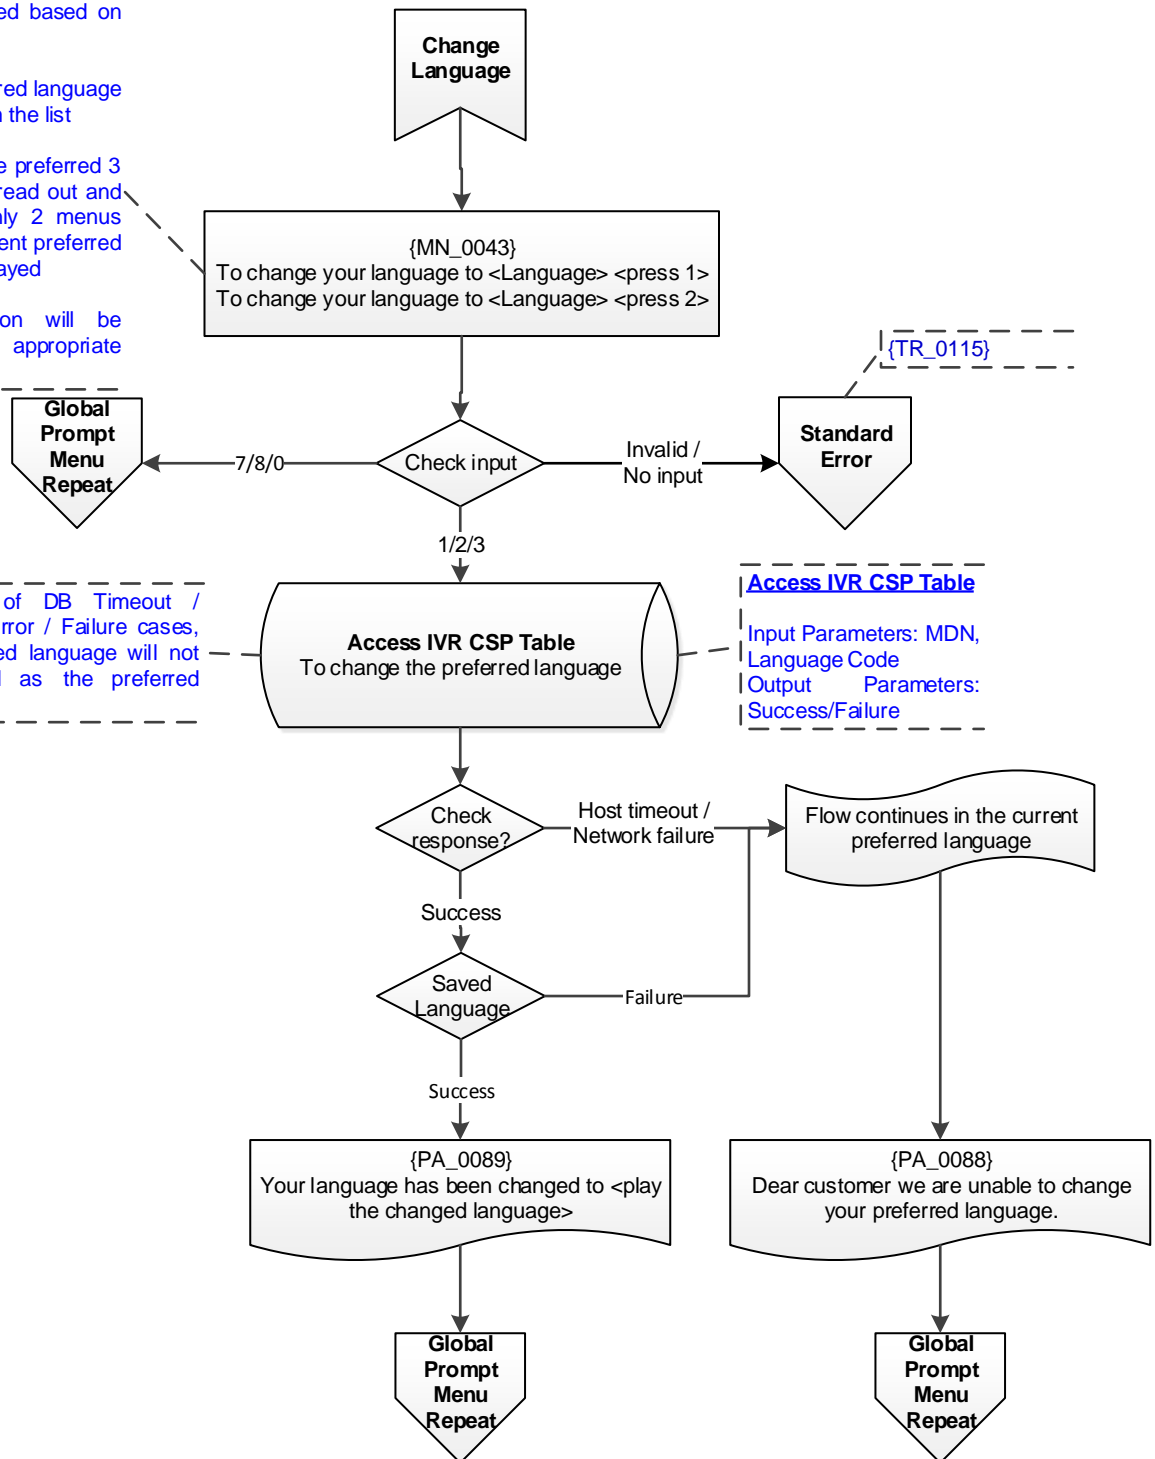 ed based on
Change
Language
red language
n the list
e preferred 3
read out and
nly 2 menus
ent preferred
ayed
on will be
appropriate
{MN_0043}
To change your language to <Language> <press 1>
To change your language to <Language> <press 2>
{TR_0115}
Global
Prompt
Menu
Repeat
7/8/0
Check input
Invalid /
No input
Standard
Error
1/2/3
of DB Timeout /
rror / Failure cases,
ed language will not
l as the preferred
Access IVR CSP Table
To change the preferred language
Access IVR CSP Table
Input Parameters: MDN,
Language Code
Output Parameters:
Success/Failure
Check
response?
Host timeout /
Network failure
Flow continues in the current
preferred language
Success
Saved
Language
Failure
Success
{PA_0089}
Your language has been changed to <play
the changed language>
{PA_0088}
Dear customer we are unable to change
your preferred language.
Global
Prompt
Menu
Repeat
Global
Prompt
Menu
Repeat